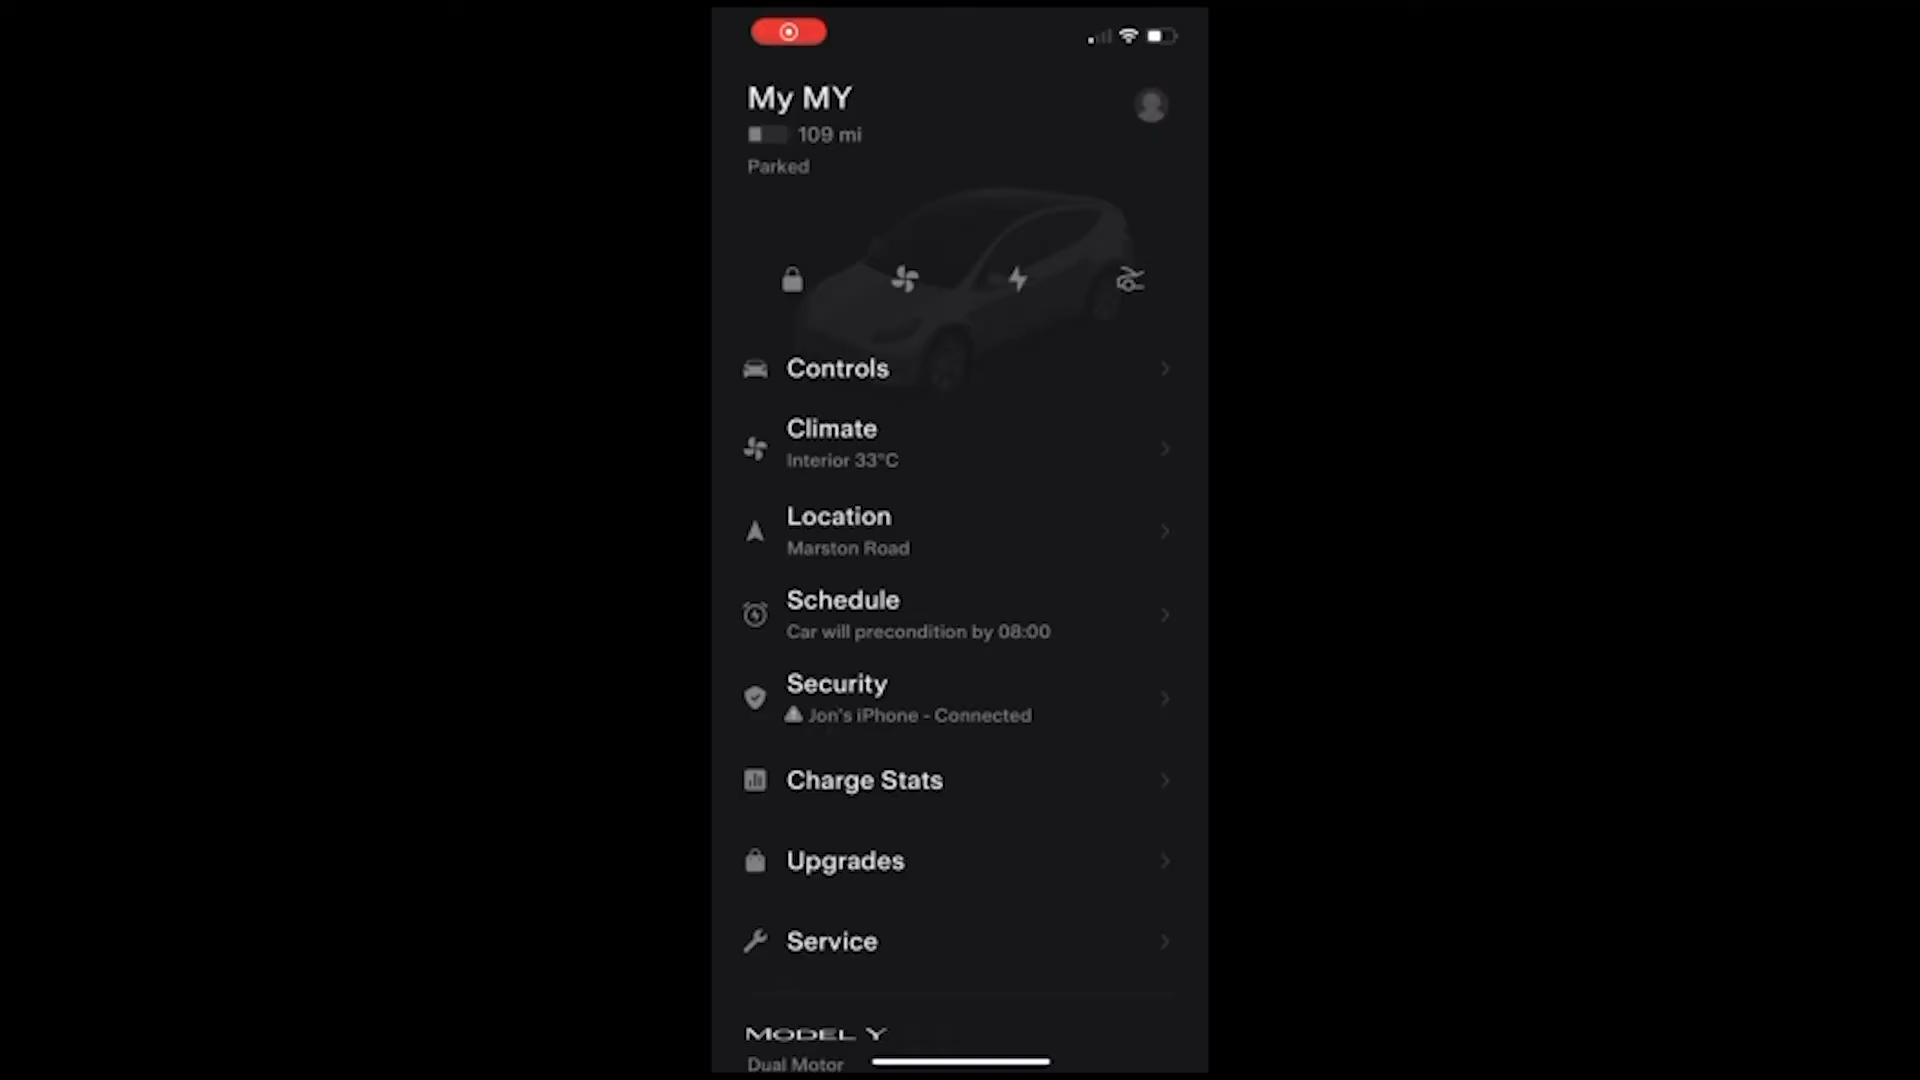 My MY
109 mi
Parked
Controls
Climate
Interior 33°C
Location
Marston Road
Schedule
Car will precondition by 08:00
Security
Jon's iPhone - Connected
Charge Stats
Upgrades
Service
MODEL Y
Dual Motor